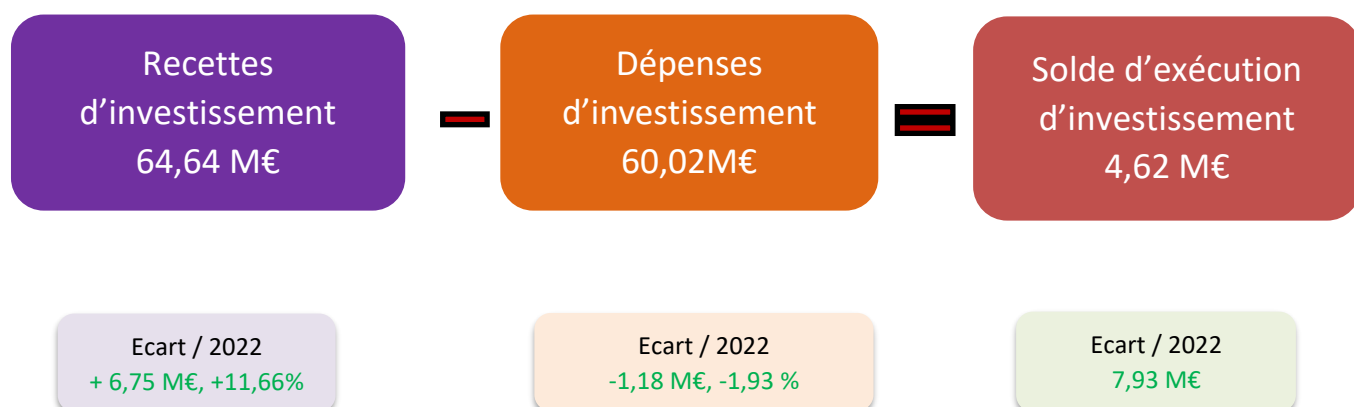 Recettes
d’investissement
64,64 M€
Dépenses
d’investissement
60,02M€
Solde d’exécution
d’investissement
4,62 M€
Ecart / 2022
+ 6,75 M€, +11,66%
Ecart / 2022
-1,18 M€, -1,93 %
Ecart / 2022
7,93 M€